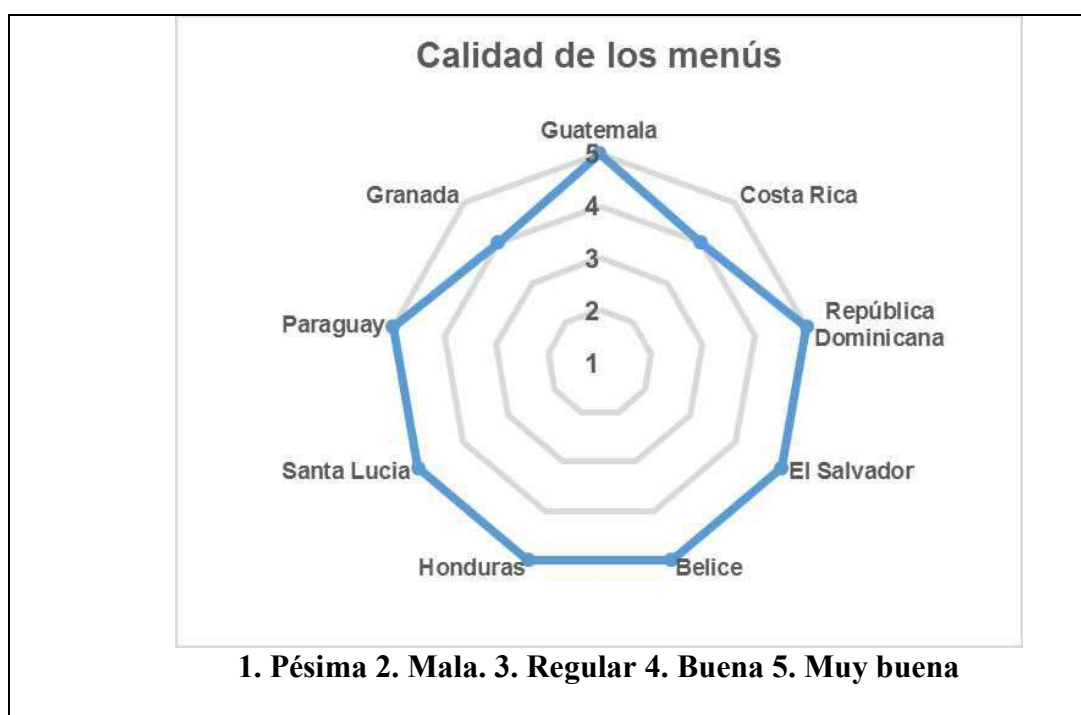 Calidad de los menús
Guatemala
5
Granada
Costa Rica
4
3
República
Dominicana
Paraguay
2
1
Santa Lucia
El Salvador
Honduras
Belice
1. Pésima 2. Mala. 3. Regular 4. Buena 5. Muy buena